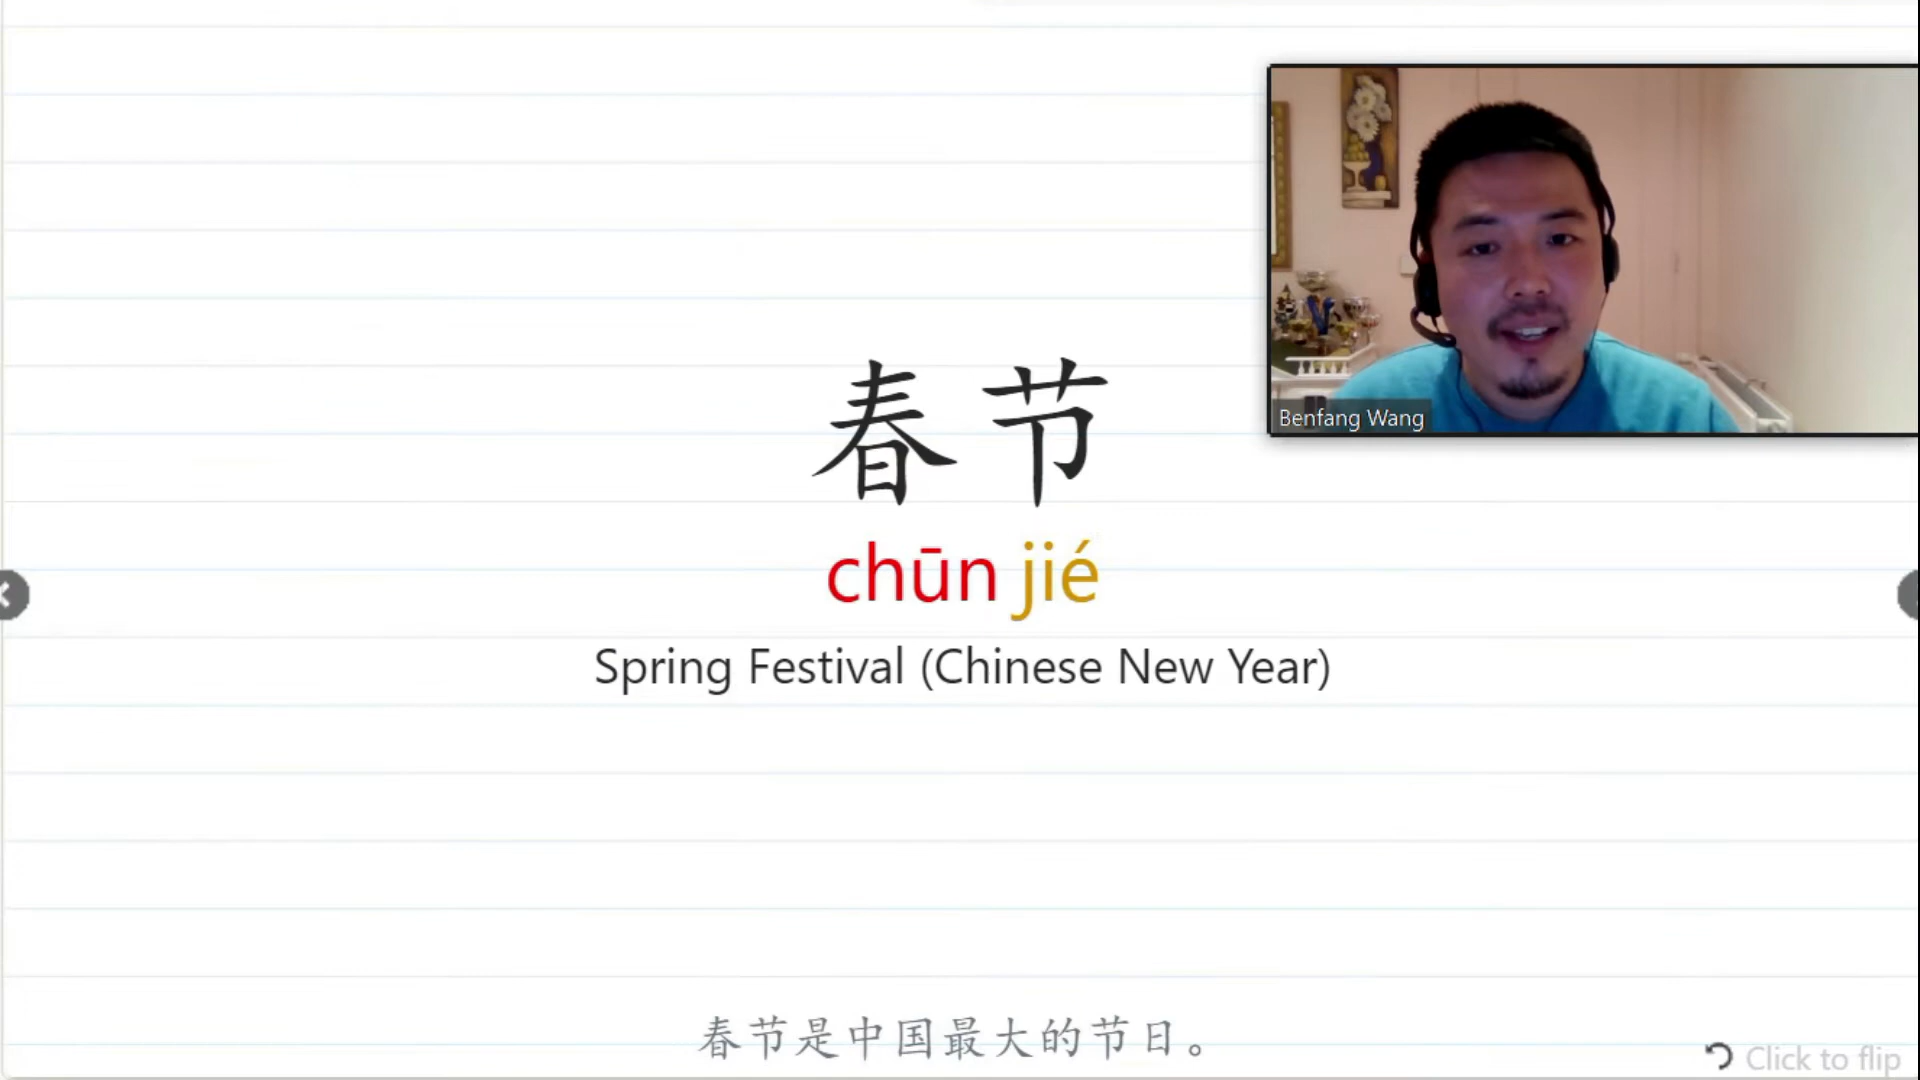 春节
chūn jié
Spring Festival (Chinese New Year)
Benfang Wang
春节是中国最大的节日。
Click to flip